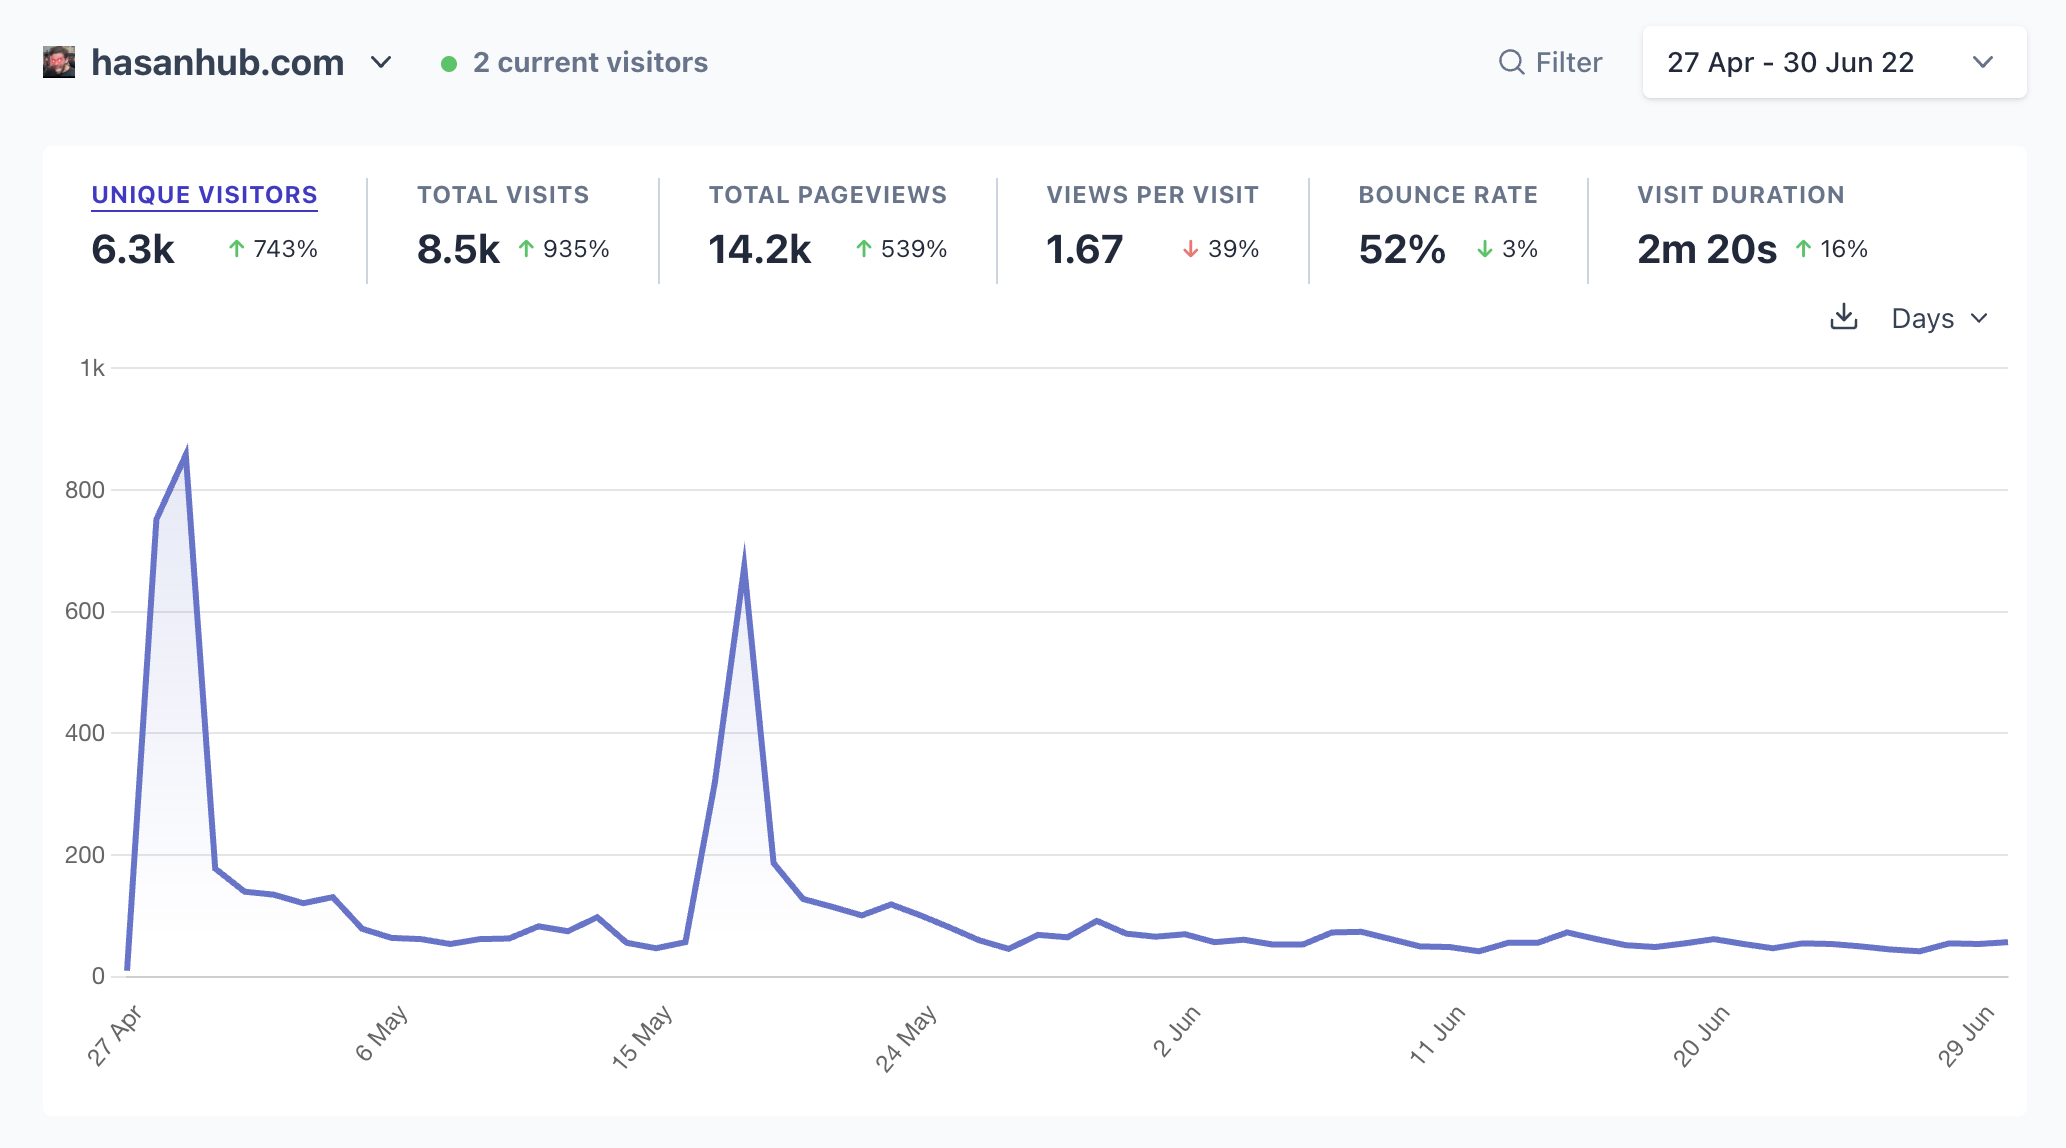 hasanhub.com
2 current visitors
Filter
27 Apr - 30 Jun 22
UNIQUE VISITORS
6.3k 743%
TOTAL VISITS
8.5k 935%
TOTAL PAGEVIEWS
14.2k 539%
VIEWS PER VISIT
1.67 39%
BOUNCE RATE
52% 3%
VISIT DURATION
2m 20s 16%
Days
1k
800
600
400
200
0
27 Apr
6 May
15 May
24 May
2 Jun
11 Jun
20 Jun
29 Jun